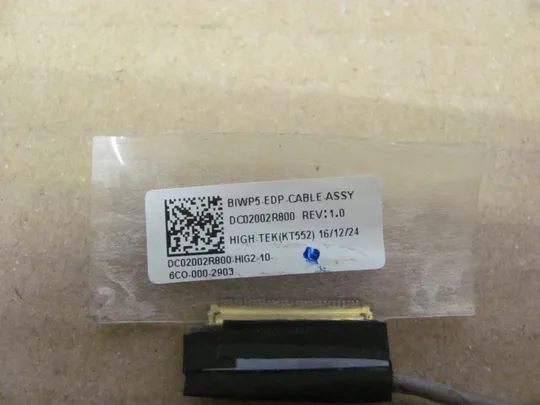 BIWP5-EDP-CABLE-ASSY
DC02002R800 REV:1.0
HIGH-TEK(KT552) 16/12/24
DC02002R800-HIG2-10-
6CO-000-2903